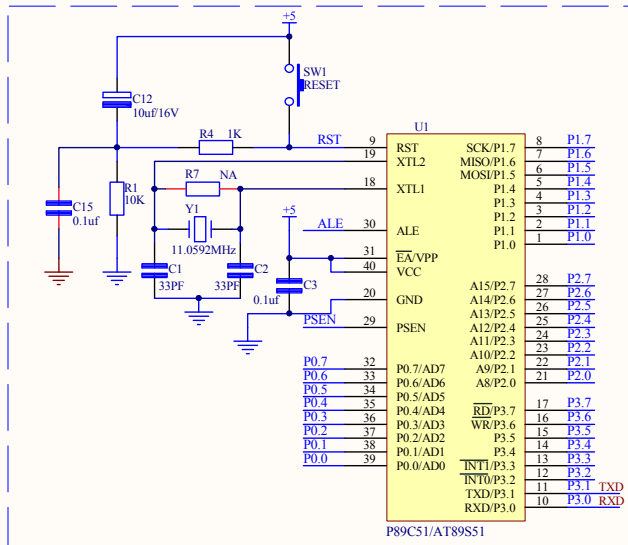 +5
SW1
RESET
C12
10uf/16V
R4 1K
RST
R1
10K
C15
0.1uf
R7 NA
Y1
11.0592MHz
C1
33PF
C2
33PF
+5
ALE
C3
0.1uf
PSEN
P0.7
P0.6
P0.5
P0.4
P0.3
P0.2
P0.1
P0.0
U1
9 RST
19 XTL2
18 XTL1
30 ALE
31 EA/VPP
40 VCC
20 GND
29 PSEN
32 P0.7/AD7
33 P0.6/AD6
34 P0.5/AD5
35 P0.4/AD4
36 P0.3/AD3
37 P0.2/AD2
38 P0.1/AD1
39 P0.0/AD0
SCK/P1.7 8 P1.7
MISO/P1.6 7 P1.6
MOSI/P1.5 6 P1.5
P1.4 5 P1.4
P1.3 4 P1.3
P1.2 3 P1.2
P1.1 2 P1.1
P1.0 1 P1.0
A15/P2.7 28 P2.7
A14/P2.6 27 P2.6
A13/P2.5 26 P2.5
A12/P2.4 25 P2.4
A11/P2.3 24 P2.3
A10/P2.2 23 P2.2
A9/P2.1 22 P2.1
A8/P2.0 21 P2.0
RD/P3.7 17 P3.7
WR/P3.6 16 P3.6
P3.5 15 P3.5
P3.4 14 P3.4
INT1/P3.3 13 P3.3
INT0/P3.2 12 P3.2
TXD/P3.1 11 P3.1 TXD
RXD/P3.0 10 P3.0 RXD
P89C51/AT89S51